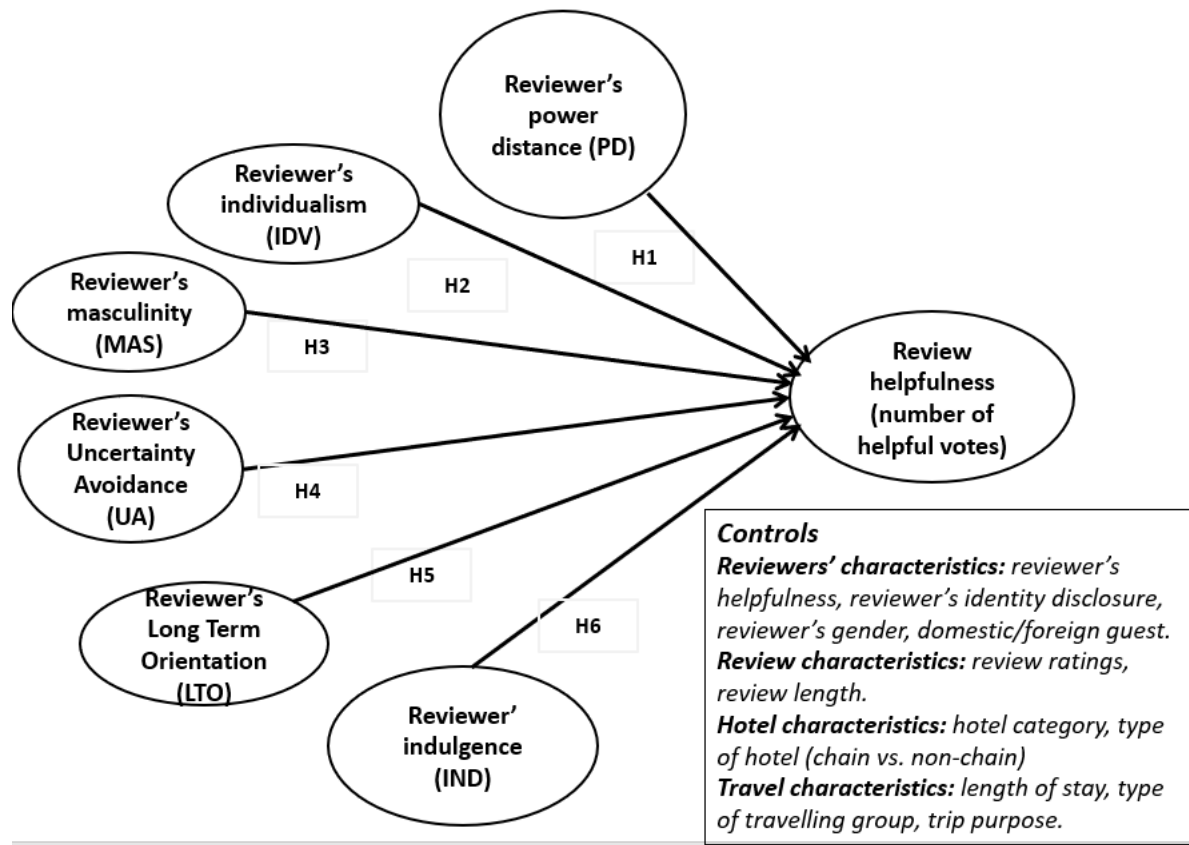 Reviewer's
power
distance (PD)
Reviewer's
individualism
(IDV)
H1
H2
Reviewer's
masculinity
(MAS)
H3
Review
helpfulness
(number of
helpful votes)
Reviewer's
Uncertainty
Avoidance
(UA)
H4
H5
Reviewer's
Long Term
Orientation
(LTO)
H6
Reviewer'
indulgence
(IND)
Controls
Reviewers' characteristics: reviewer's
helpfulness, reviewer's identity disclosure,
reviewer's gender, domestic/foreign guest.
Review characteristics: review ratings,
review length.
Hotel characteristics: hotel category, type
of hotel (chain vs. non-chain)
Travel characteristics: length of stay, type
of travelling group, trip purpose.